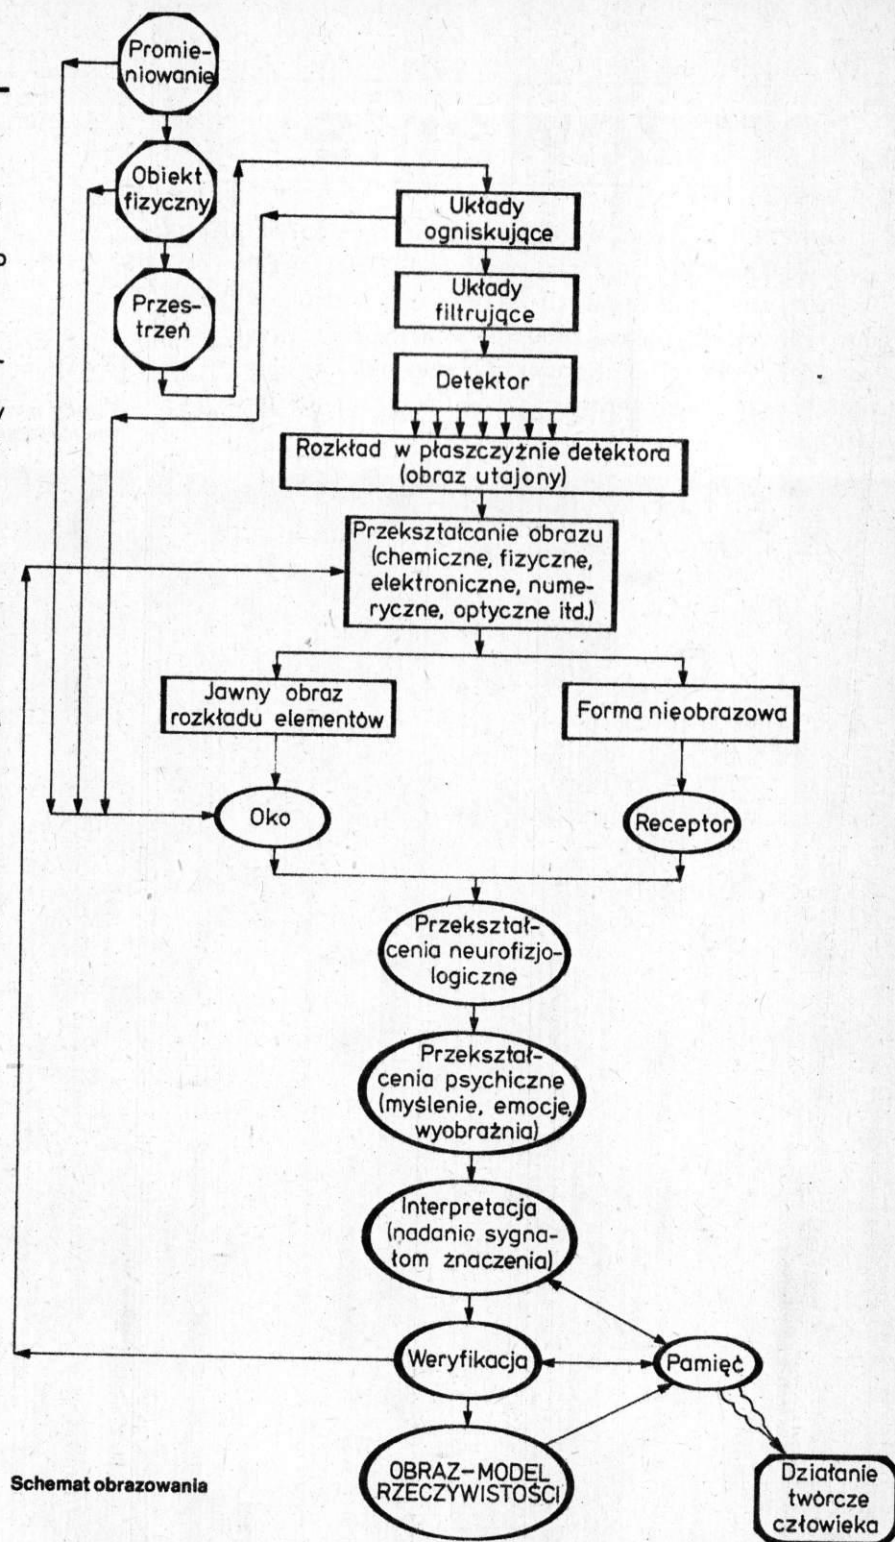 Promie-
niowanie
Obiekt
fizyczny
Przes-
trzeń
Układy
ogniskujące
Układy
filtrujące
Detektor
Rozkład w płaszczyźnie detektora
(obraz utajony)
Przekształcanie obrazu
(chemiczne, fizyczne,
elektroniczne, nume-
ryczne, optyczne itd.)
Jawny obraz
rozkładu elementów
Forma nieobrazowa
Oko
Receptor
Przekształ-
cenia neurofizjo-
logiczne
Przekształ-
cenia psychiczne
(myślenie, emocje,
wyobraźnia)
Interpretacja
(nadanie sygna-
łom znaczenia)
Weryfikacja
Pamięć
OBRAZ-MODEL
RZECZYWISTOŚCI
Działanie
twórcze
człowieka
Schemat obrazowania